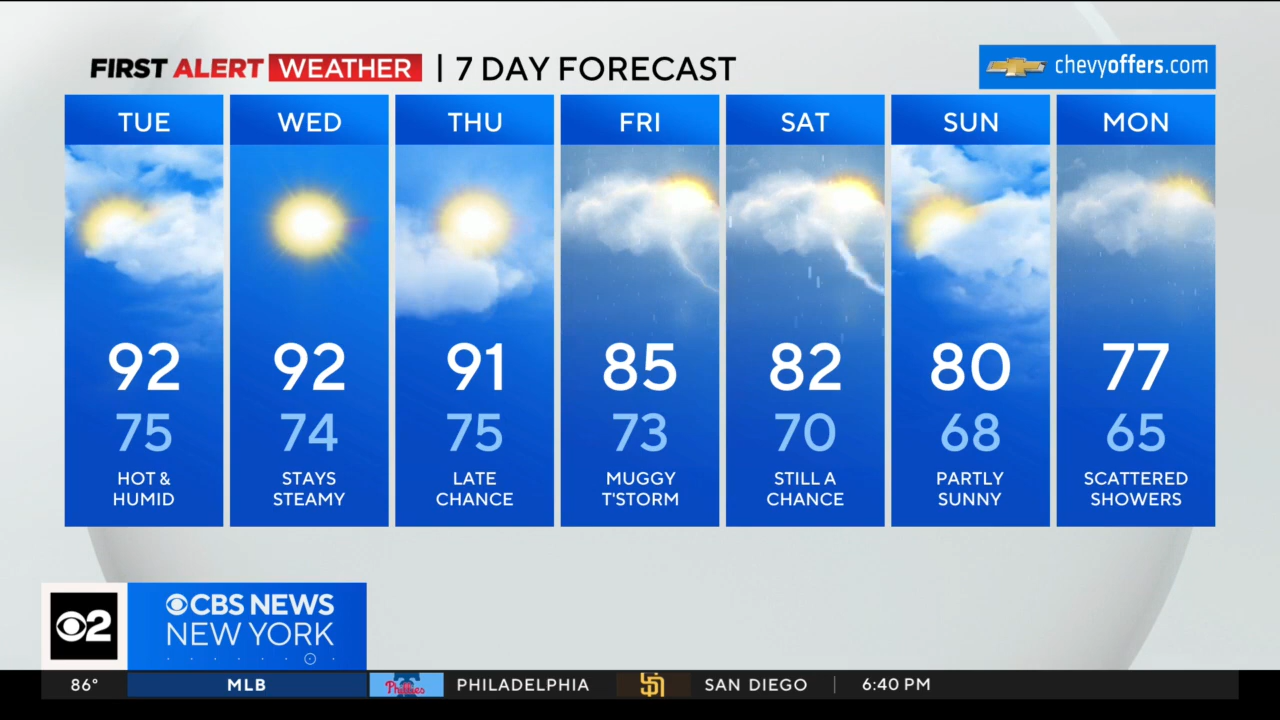 FIRST ALERT WEATHER | 7 DAY FORECAST
chevyoffers.com
TUE
92
75
HOT &
HUMID
WED
92
74
STAYS
STEAMY
THU
91
75
LATE
CHANCE
FRI
85
73
MUGGY
T'STORM
SAT
82
70
STILL A
CHANCE
SUN
80
68
PARTLY
SUNNY
MON
77
65
SCATTERED
SHOWERS
2
CBS NEWS
NEW YORK
86° MLB Phillies PHILADELPHIA SD SAN DIEGO | 6:40 PM